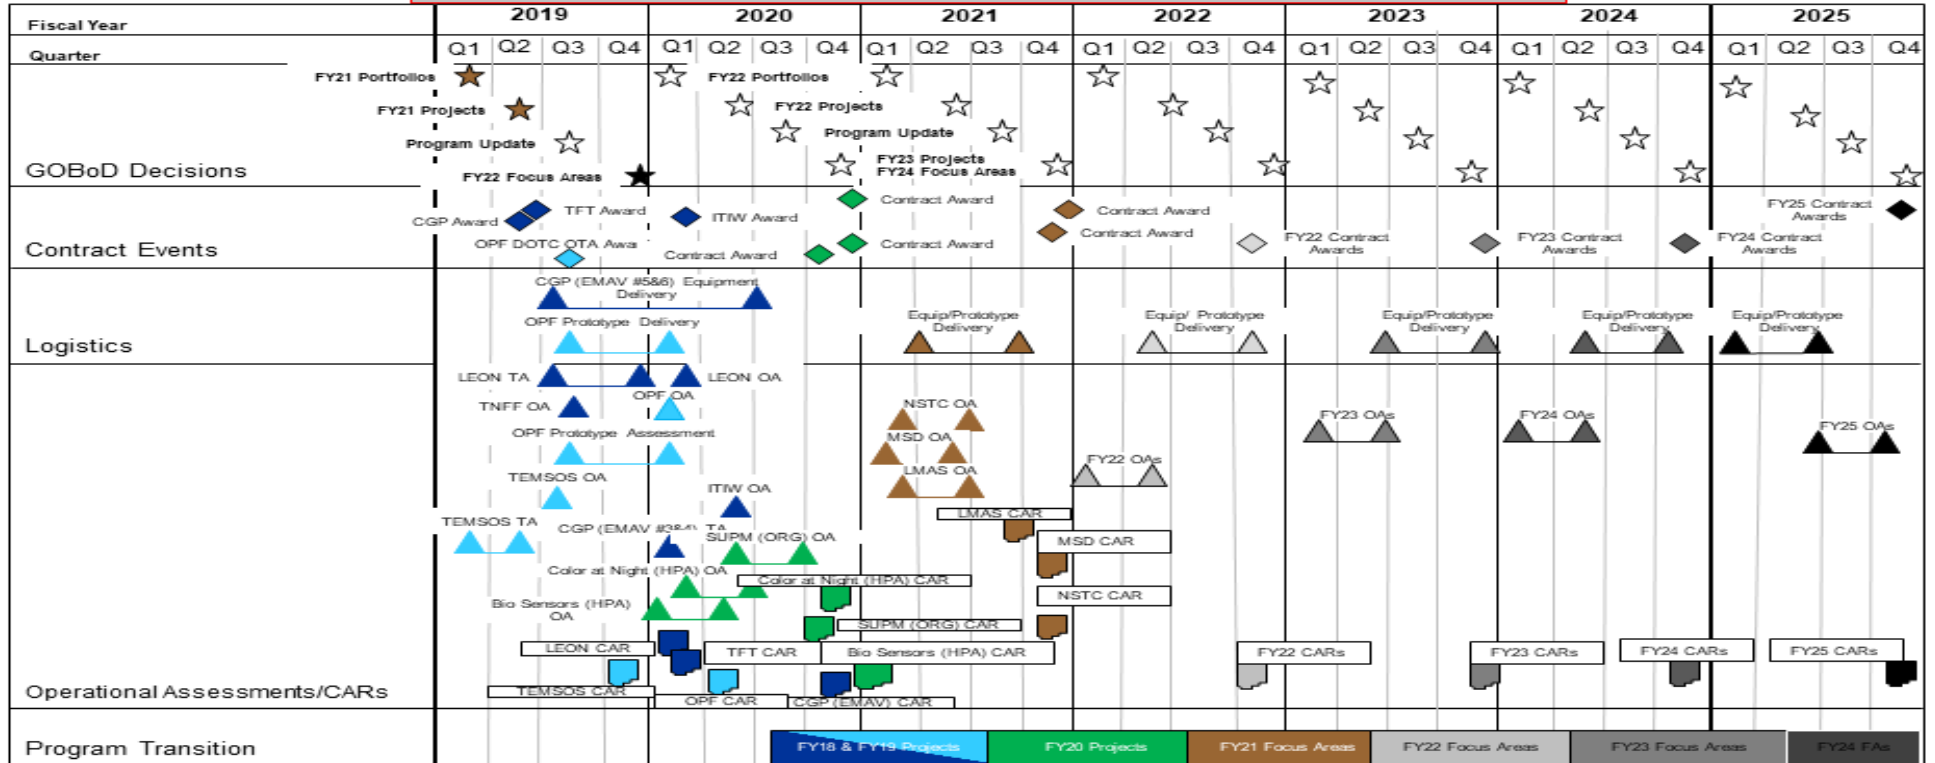 Fiscal Year 2019 2020 2021 2022 2023 2024 2025
Quarter Q1 Q2 Q3 Q4 Q1 Q2 Q3 Q4 Q1 Q2 Q3 Q4 Q1 Q2 Q3 Q4 Q1 Q2 Q3 Q4 Q1 Q2 Q3 Q4 Q1 Q2 Q3 Q4
FY21 Portfolios FY22 Portfolios
FY21 Projects FY22 Projects
Program Update Program Update
FY22 Focus Areas FY23 Projects
FY24 Focus Areas
GOBoD Decisions
CGP Award TFT Award ITIW Award Contract Award Contract Award FY25 Contract
Awards
Contract Award
OPF DOTC OTA Awa Contract Award Contract Award FY22 Contract
Awards
FY23 Contract
Awards
FY24 Contract
Awards
Contract Events
CGP (EMAV #5&6) Equipment
Delivery
OPF Prototype Delivery
Equip/Prototype
Delivery
Equip/ Prototype
Delivery
Equip/Prototype
Delivery
Equip/Prototype
Delivery
Equip/Prototype
Delivery
Logistics
LEON TA LEON OA
OPF OA
TNFF OA
OPF Prototype Assessment
TEMSOS OA
ITIW OA
TEMSOS TA
CGP (EMAV #3&4) TA
SUPM (ORG) OA
Color at Night (HPA) OA
Bio Sensors (HPA)
OA
NSTC OA
MSD OA
LMAS OA
FY22 OAs
FY23 OAs
FY24 OAs
FY25 OAs
LMAS CAR
MSD CAR
Color at Night (HPA) CAR
NSTC CAR
SUPM (ORG) CAR
LEON CAR
TFT CAR
Bio Sensors (HPA) CAR
FY22 CARs
FY23 CARs
FY24 CARs
FY25 CARs
TEMSOS CAR
OPF CAR
CGP (EMAV) CAR
Operational Assessments/CARs
Program Transition
FY18 & FY19 Projects
FY20 Projects
FY21 Focus Areas
FY22 Focus Areas
FY23 Focus Areas
FY24 FAs